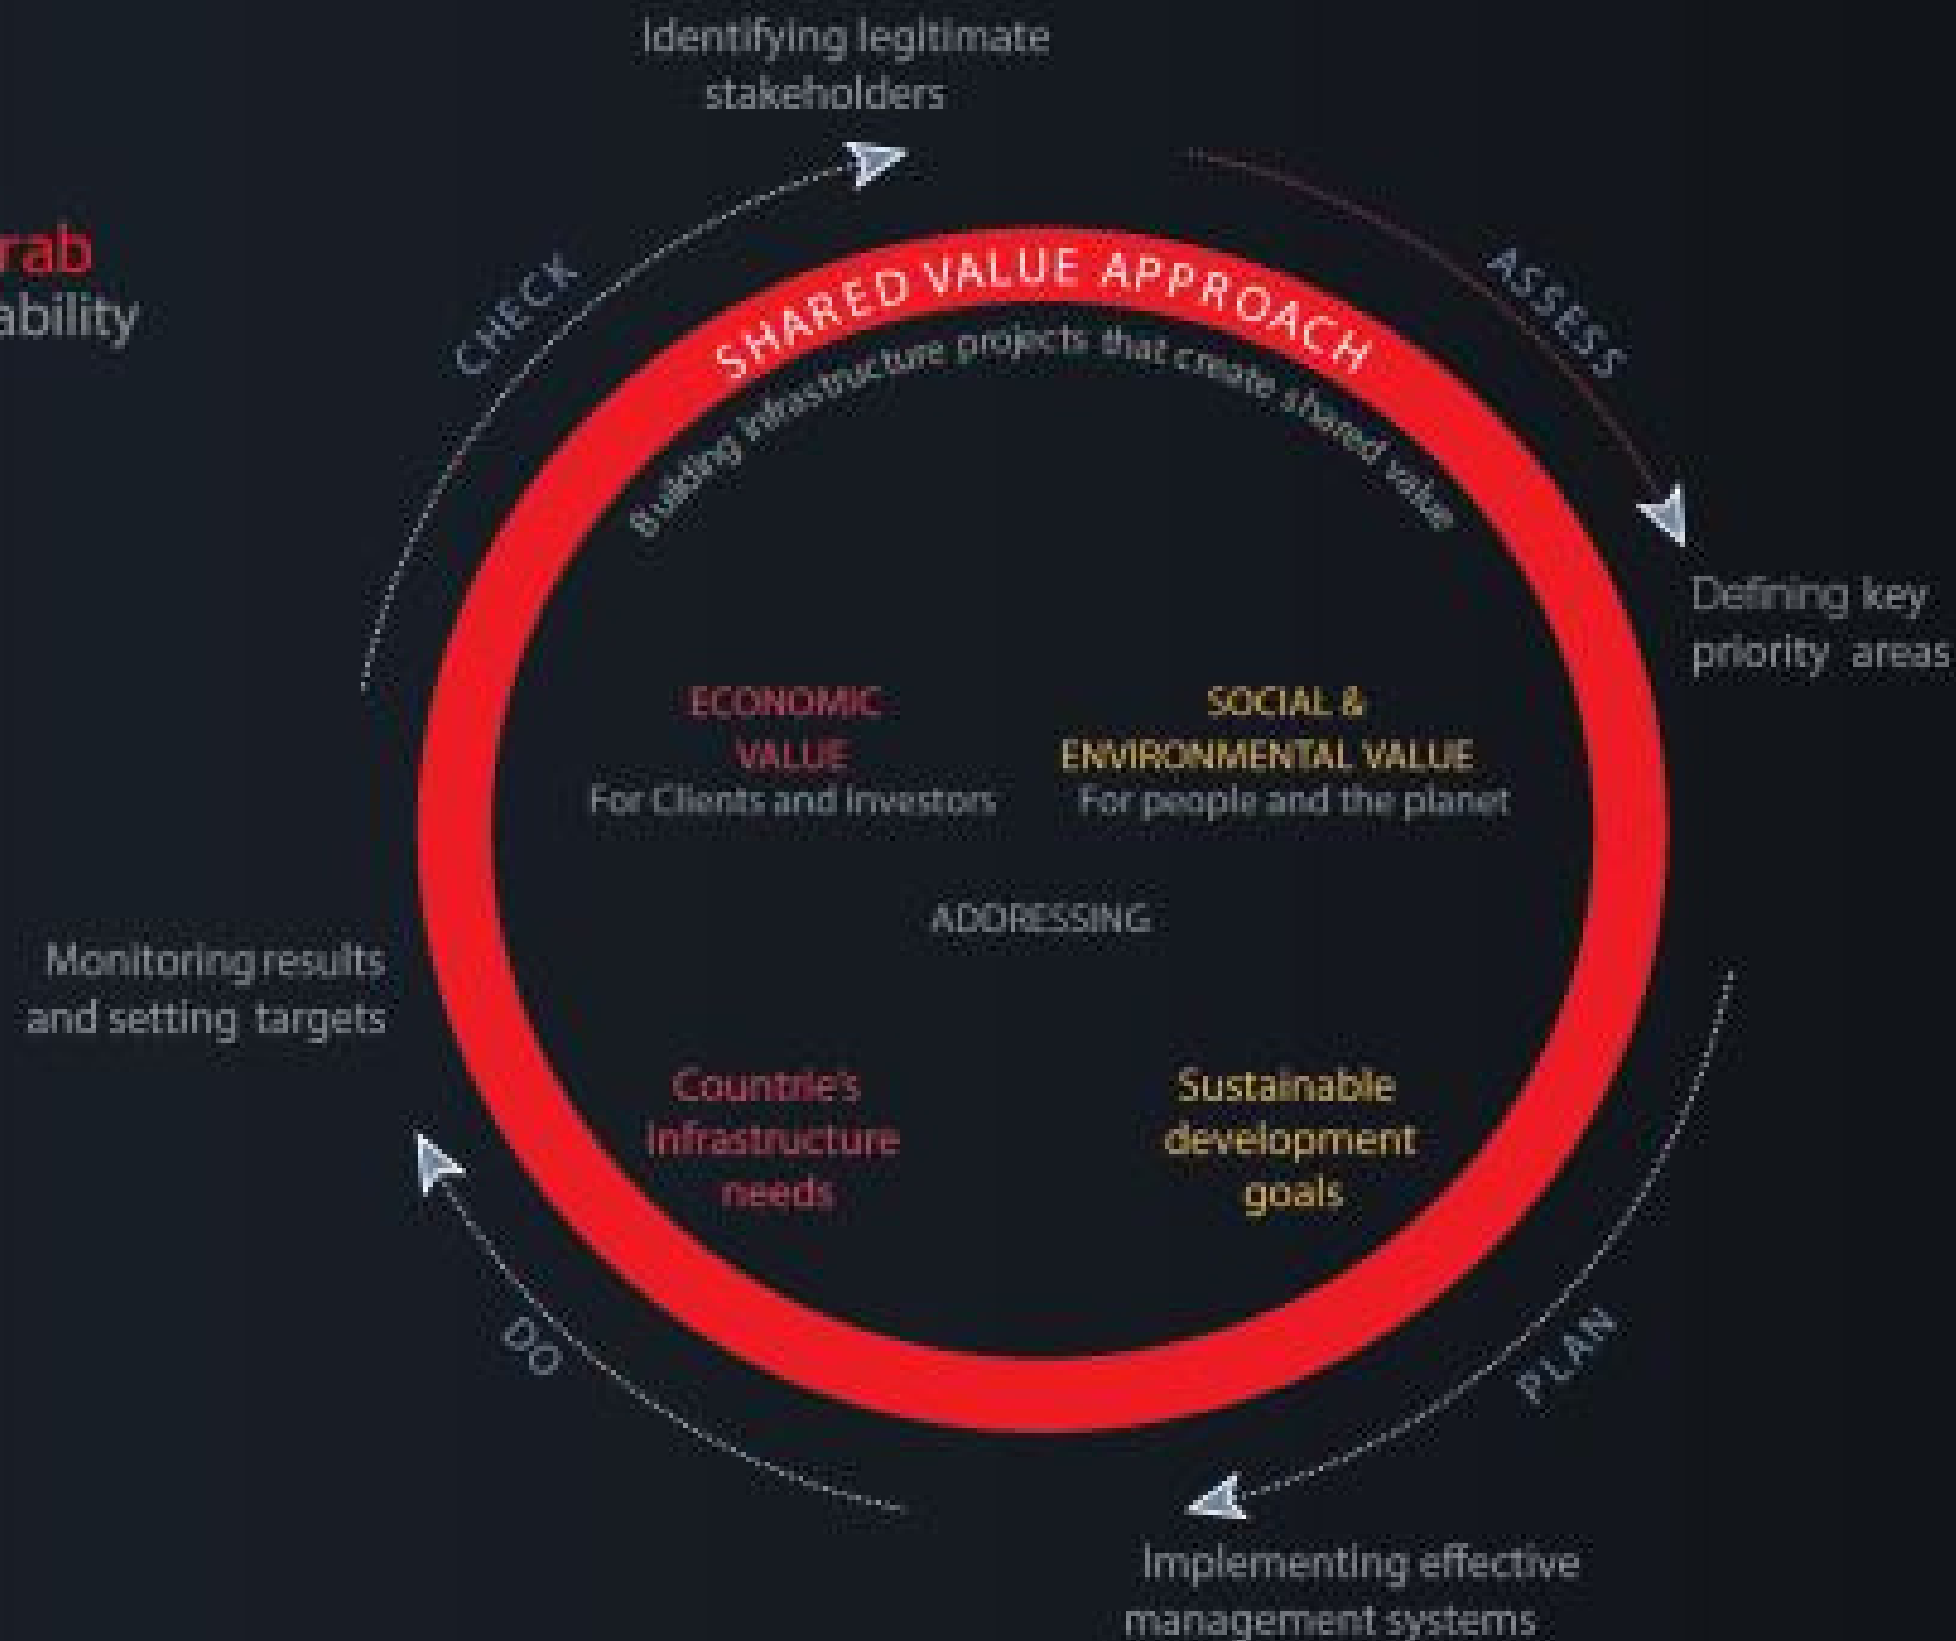 Identifying legitimate
stakeholders
rab
ability
CHECK
ASSESS
SHARED VALUE APPROACH
Building infrastructure projects that create shared value
Defining key
priority areas
ECONOMIC
VALUE
For Clients and investors
SOCIAL &
ENVIRONMENTAL VALUE
For people and the planet
ADDRESSING
Monitoring results
and setting targets
Countrie's
infrastructure
needs
Sustainable
development
goals
DO
PLAN
Implementing effective
management systems